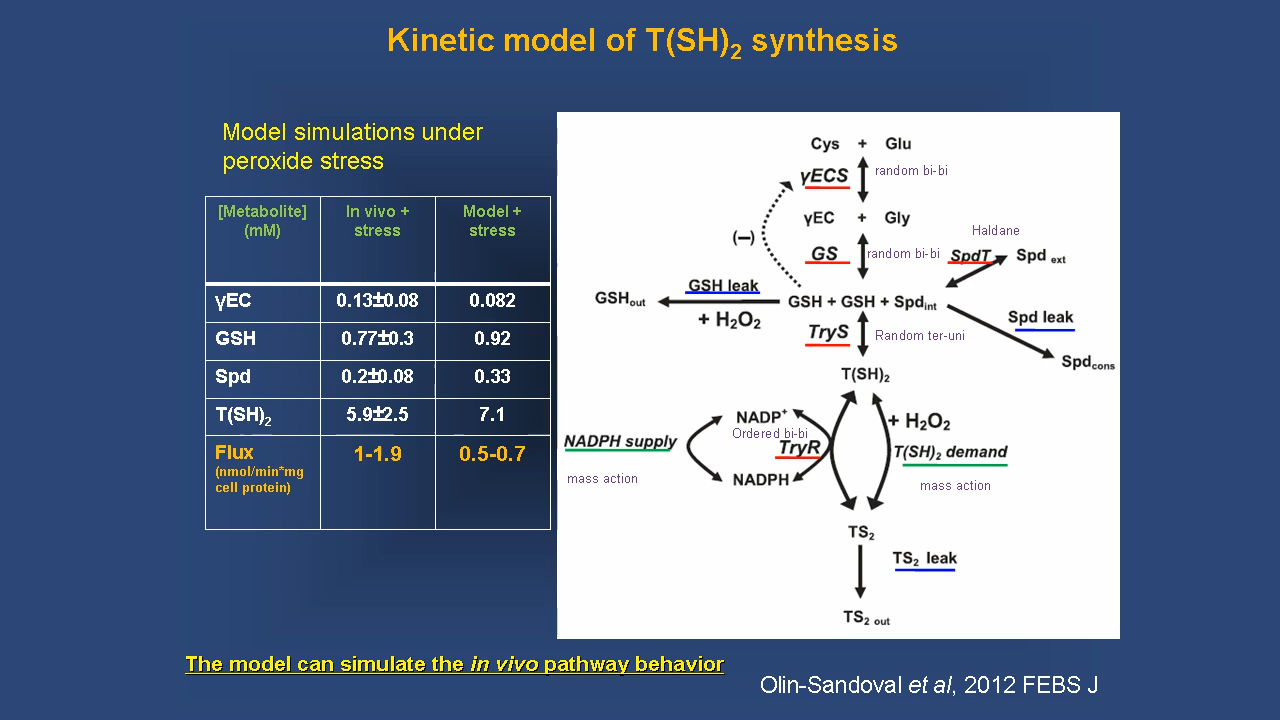 Kinetic model of T(SH)₂ synthesis
Model simulations under
peroxide stress
[Metabolite] (mM) In vivo + stress Model + stress
γEC 0.13±0.08 0.082
GSH 0.77±0.3 0.92
Spd 0.2±0.08 0.33
T(SH)₂ 5.9±2.5 7.1
Flux (nmol/min*mg cell protein) 1-1.9 0.5-0.7
Cys + Glu
γECS random bi-bi
γEC + Gly
(–)
GS random bi-bi
Haldane
SpdT
Spd ext
GSH leak
GSHout
+ H₂O₂
GSH + GSH + Spdint
Spd leak
Spdcons
TryS Random ter-uni
T(SH)₂
NADP⁺
Ordered bi-bi
TryR
NADPH supply
NADPH
mass action
+ H₂O₂
T(SH)₂ demand
mass action
TS₂
TS₂ leak
TS₂ out
The model can simulate the in vivo pathway behavior
Olin-Sandoval et al, 2012 FEBS J